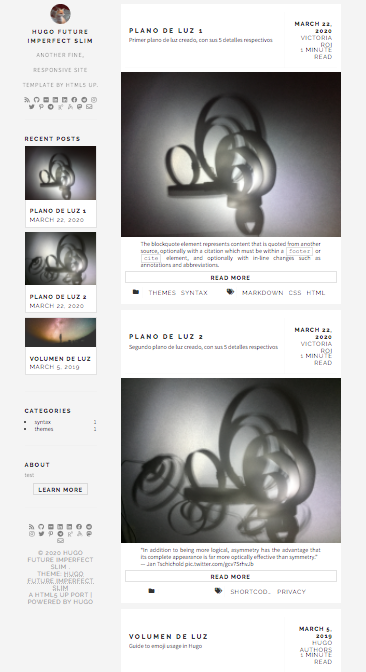 HUGO FUTURE
IMPERFECT SLIM
ANOTHER FINE,
RESPONSIVE SITE
TEMPLATE BY HTML5 UP.
RECENT POSTS
PLANO DE LUZ 1
MARCH 22, 2020
PLANO DE LUZ 2
MARCH 22, 2020
VOLUMEN DE LUZ
MARCH 5, 2019
CATEGORIES
syntax 1
themes 1
ABOUT
test
LEARN MORE
© 2020 HUGO
FUTURE IMPERFECT
SLIM
THEME: HUGO
FUTURE IMPERFECT
SLIM
A HTML5 UP PORT |
POWERED BY HUGO
PLANO DE LUZ 1
Primer plano de luz creado, con sus 5 detalles respectivos
MARCH 22,
2020
VICTORIA
ROJ
1 MINUTE
READ
The blockquote element represents content that is quoted from another
source, optionally with a citation which must be within a footer or
cite element, and optionally with in-line changes such as
annotations and abbreviations.
READ MORE
THEMES SYNTAX MARKDOWN CSS HTML
PLANO DE LUZ 2
Segundo plano de luz creado, con sus 5 detalles respectivos
MARCH 22,
2020
VICTORIA
ROJ
1 MINUTE
READ
"In addition to being more logical, asymmetry has the advantage that
its complete appearance is far more optically effective than symmetry."
— Jan Tschichold
READ MORE
SHORTCOD.. PRIVACY
VOLUMEN DE LUZ
Guide to emoji usage in Hugo
MARCH 5,
2019
HUGO
AUTHORS
1 MINUTE
READ